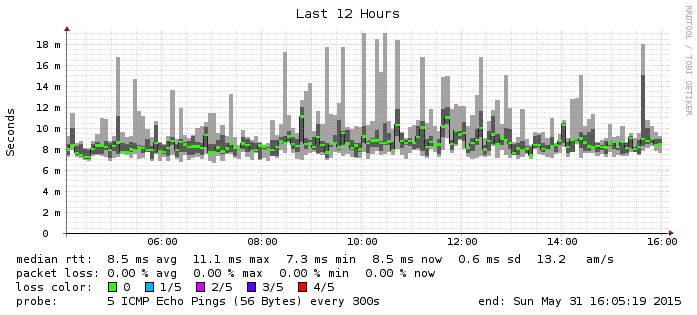 Last 12 Hours
RRDTOOL / TOBI OETIKER
Seconds
18 m
16 m
14 m
12 m
10 m
8 m
6 m
4 m
2 m
0
06:00 08:00 10:00 12:00 14:00 16:00
median rtt: 8.5 ms avg 11.1 ms max 7.3 ms min 8.5 ms now 0.6 ms sd 13.2 am/s
packet loss: 0.00 % avg 0.00 % max 0.00 % min 0.00 % now
loss color: 0 1/5 2/5 3/5 4/5
probe: 5 ICMP Echo Pings (56 Bytes) every 300s end: Sun May 31 16:05:19 2015